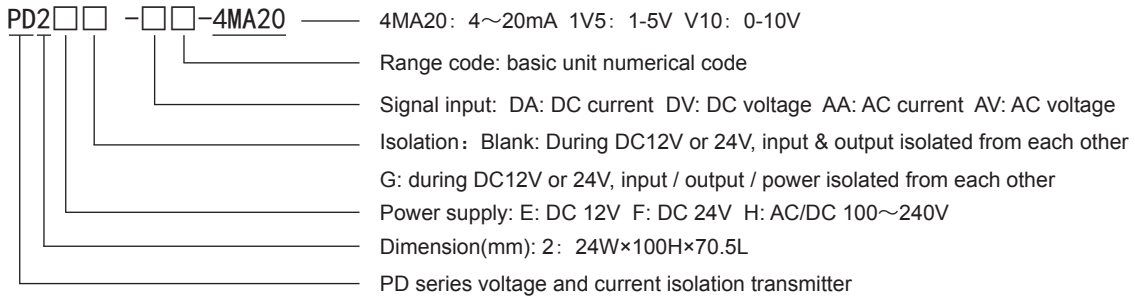 PD2□□ -□□-4MA20 4MA20: 4～20mA 1V5: 1-5V V10: 0-10V
Range code: basic unit numerical code
Signal input: DA: DC current DV: DC voltage AA: AC current AV: AC voltage
Isolation：Blank: During DC12V or 24V, input & output isolated from each other
G: during DC12V or 24V, input / output / power isolated from each other
Power supply: E: DC 12V F: DC 24V H: AC/DC 100～240V
Dimension(mm): 2: 24W×100H×70.5L
PD series voltage and current isolation transmitter